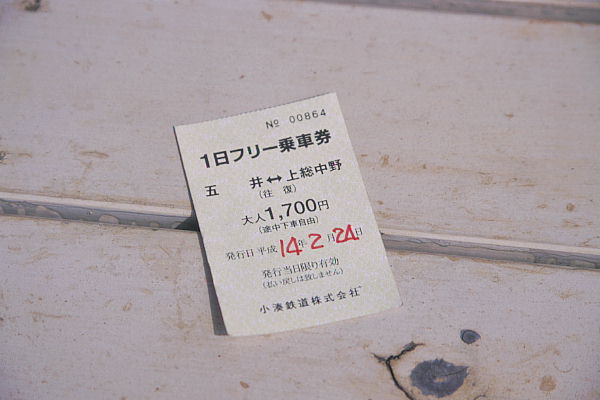 No 00864
1日フリー乗車券
五 井↔上総中野
(往 復)
大人1,700円
(途中下車自由)
発行日 平成14年2月24日
発行当日限り有効
(払い戻しは致しません)
小湊鉄道株式会社